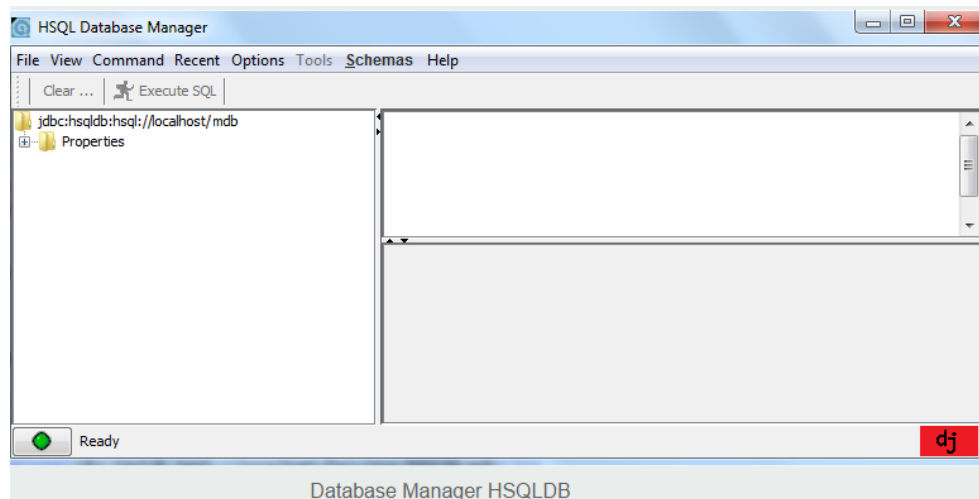 HSQL Database Manager
File View Command Recent Options Tools Schemas Help
Clear ... Execute SQL
jdbc:hsqldb:hsql://localhost/mdb
Properties
Ready
dj
Database Manager HSQLDB